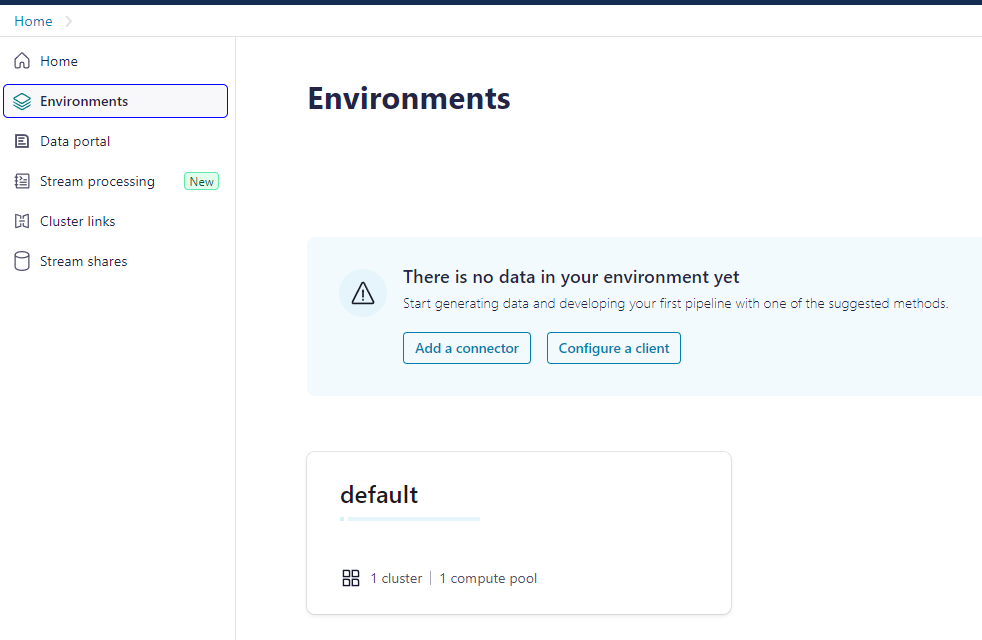 Home
Home
Environments
Data portal
Stream processing New
Cluster links
Stream shares
Environments
There is no data in your environment yet
Start generating data and developing your first pipeline with one of the suggested methods.
Add a connector Configure a client
default
1 cluster | 1 compute pool